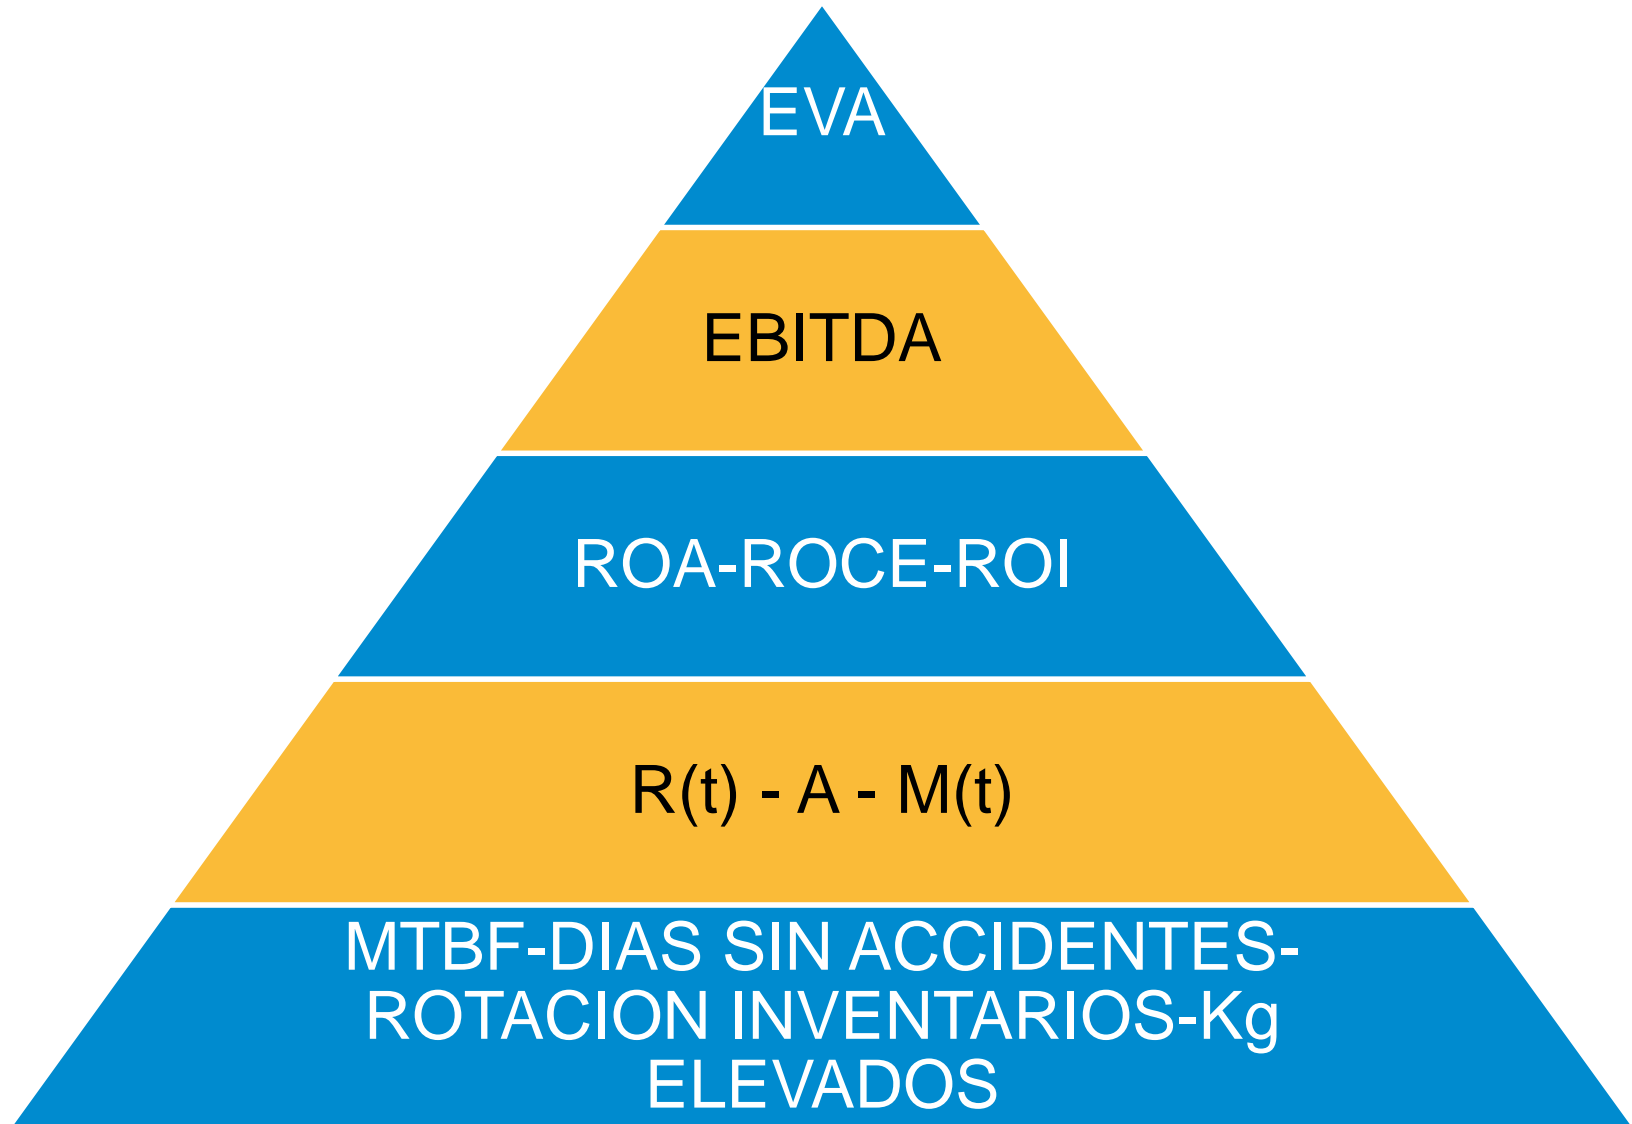 EVA
EBITDA
ROA-ROCE-ROI
R(t) - A - M(t)
MTBF-DIAS SIN ACCIDENTES-
ROTACION INVENTARIOS-Kg
ELEVADOS